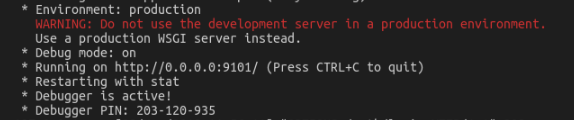 * Environment: production
WARNING: Do not use the development server in a production environment.
Use a production WSGI server instead.
* Debug mode: on
* Running on http://0.0.0.0:9101/ (Press CTRL+C to quit)
* Restarting with stat
* Debugger is active!
* Debugger PIN: 203-120-935